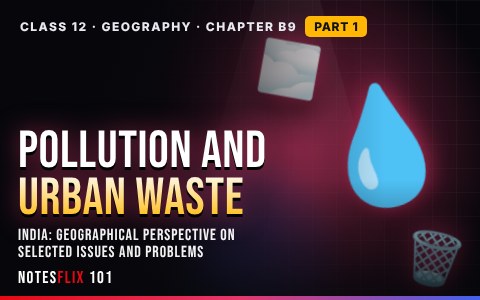 CLASS 12 · GEOGRAPHY · CHAPTER B9 PART 1
POLLUTION AND
URBAN WASTE
INDIA: GEOGRAPHICAL PERSPECTIVE ON
SELECTED ISSUES AND PROBLEMS
NOTESFLIX 101